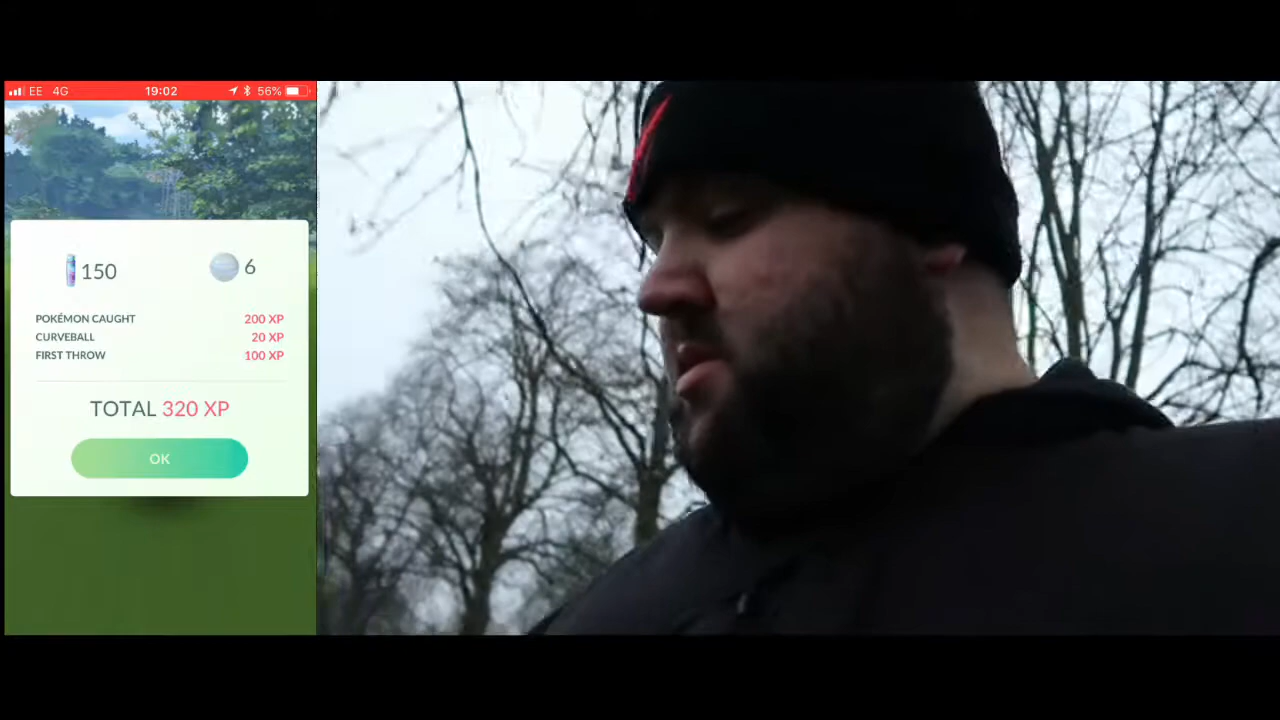 EE 4G 19:02 56%
150 6
POKÉMON CAUGHT 200 XP
CURVEBALL 20 XP
FIRST THROW 100 XP
TOTAL 320 XP
OK